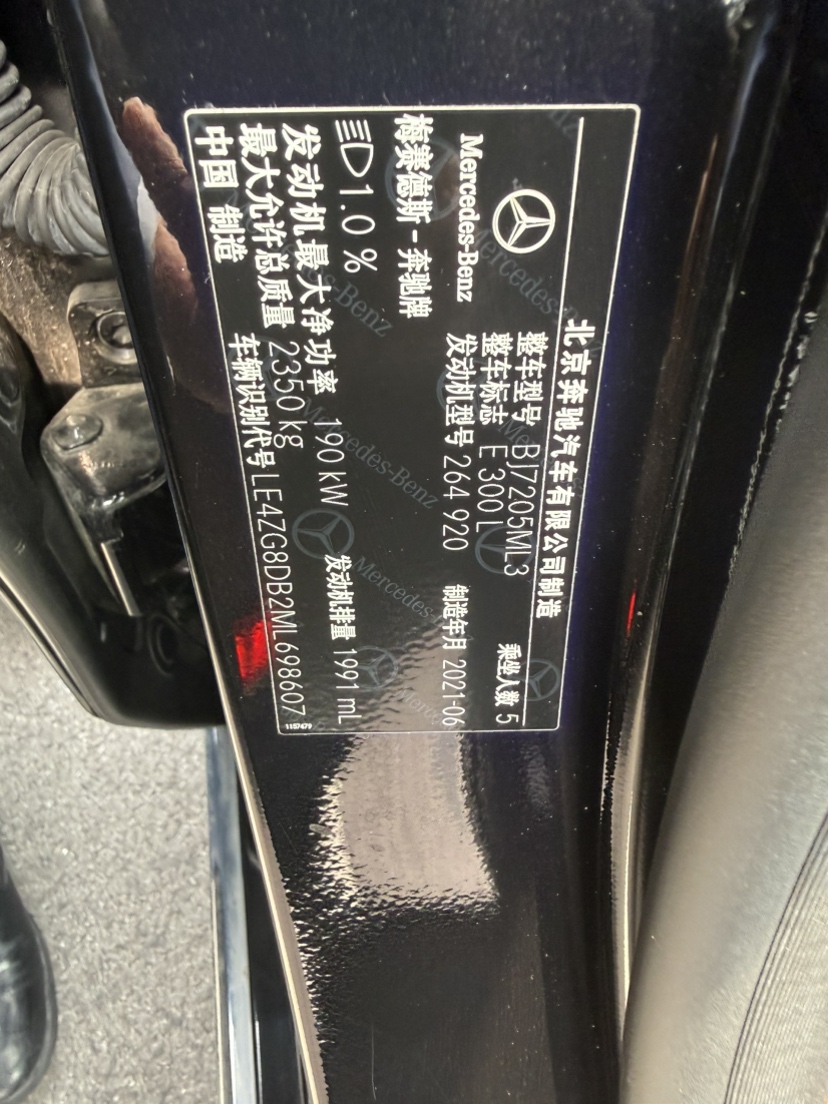 北京奔驰汽车有限公司制造
Mercedes-Benz
梅赛德斯-奔驰牌
整车型号 BJ7205ML3
整车标志 E 300 L
乘坐人数 5
发动机型号 264 920
制造年月 2021-06
1.0 %
发动机最大净功率 190 kW
发动机排量 1991 mL
最大允许总质量 2350 kg
中国 制造
车辆识别代号 LE4ZG8DB2ML698607
1157479